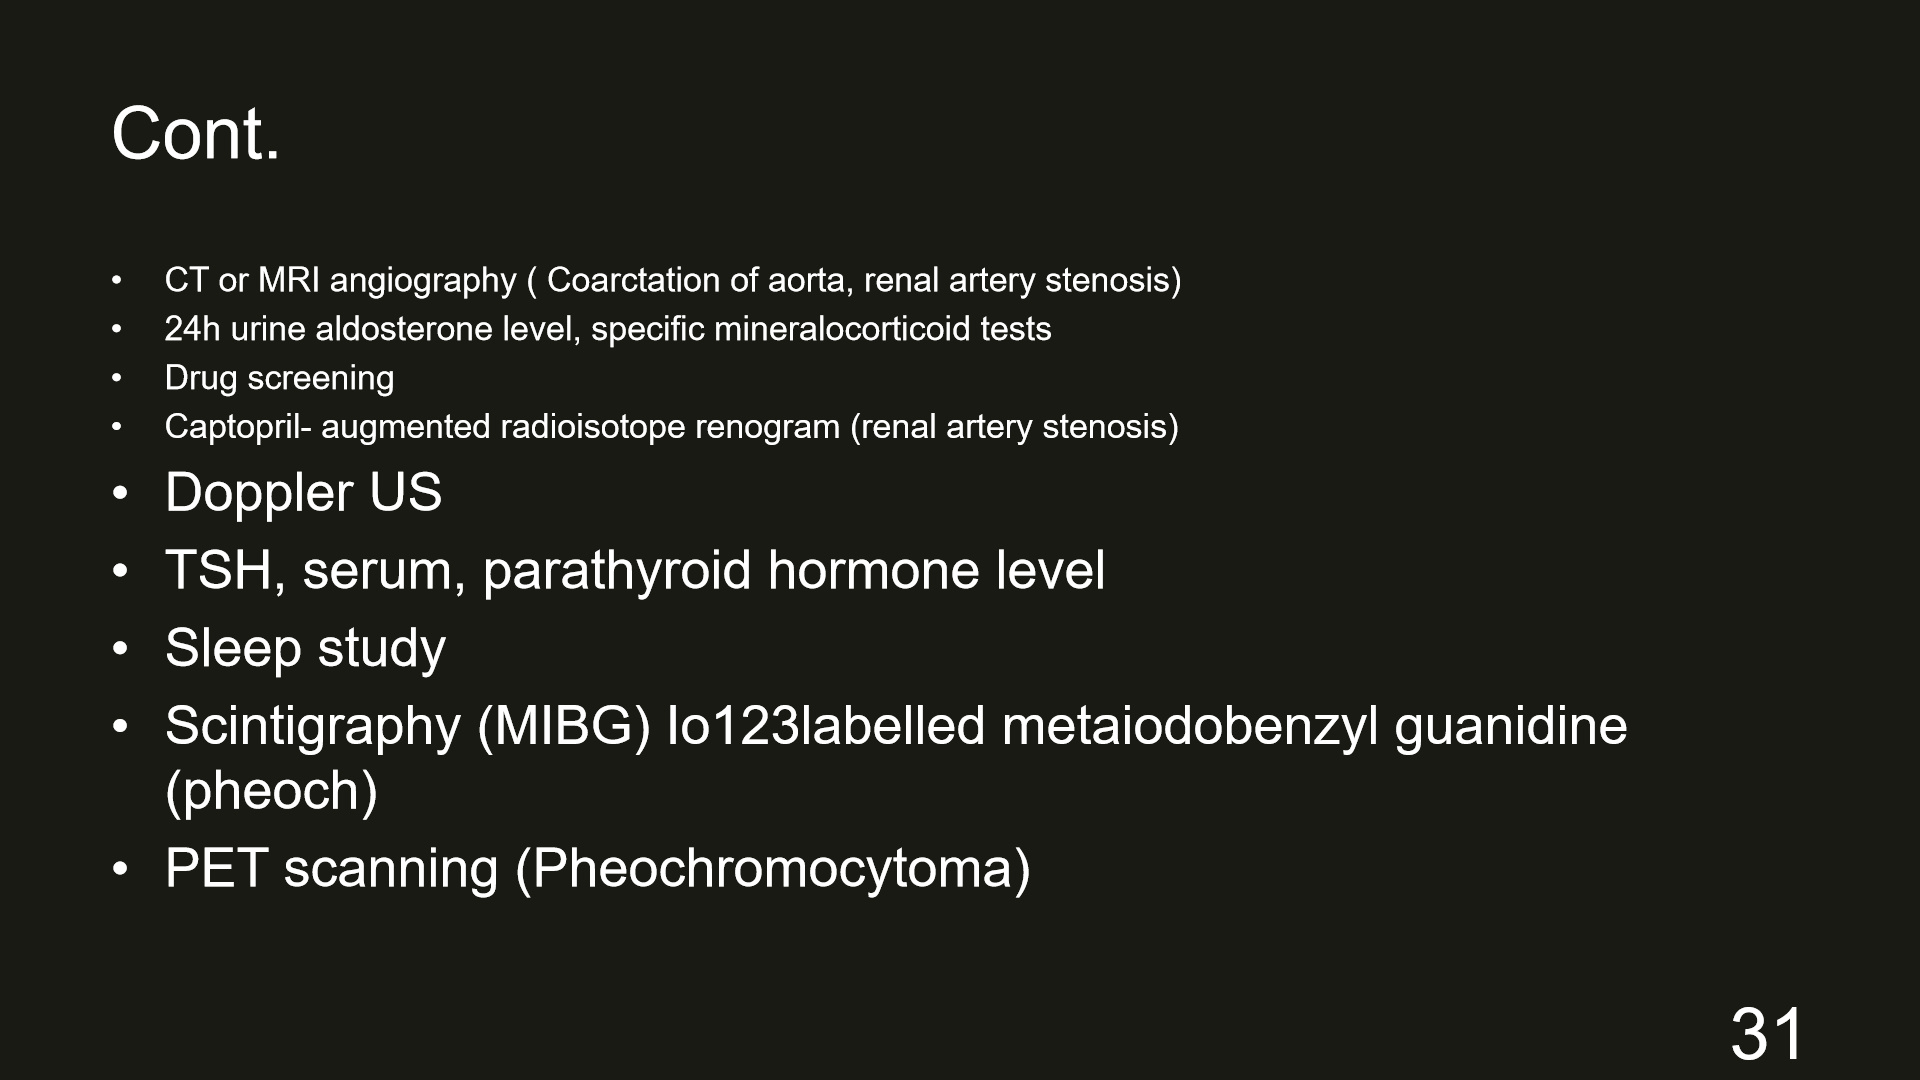 Cont.
• CT or MRI angiography ( Coarctation of aorta, renal artery stenosis)
• 24h urine aldosterone level, specific mineralocorticoid tests
• Drug screening
• Captopril- augmented radioisotope renogram (renal artery stenosis)
• Doppler US
• TSH, serum, parathyroid hormone level
• Sleep study
• Scintigraphy (MIBG) Io123labelled metaiodobenzyl guanidine
(pheoch)
• PET scanning (Pheochromocytoma)
31